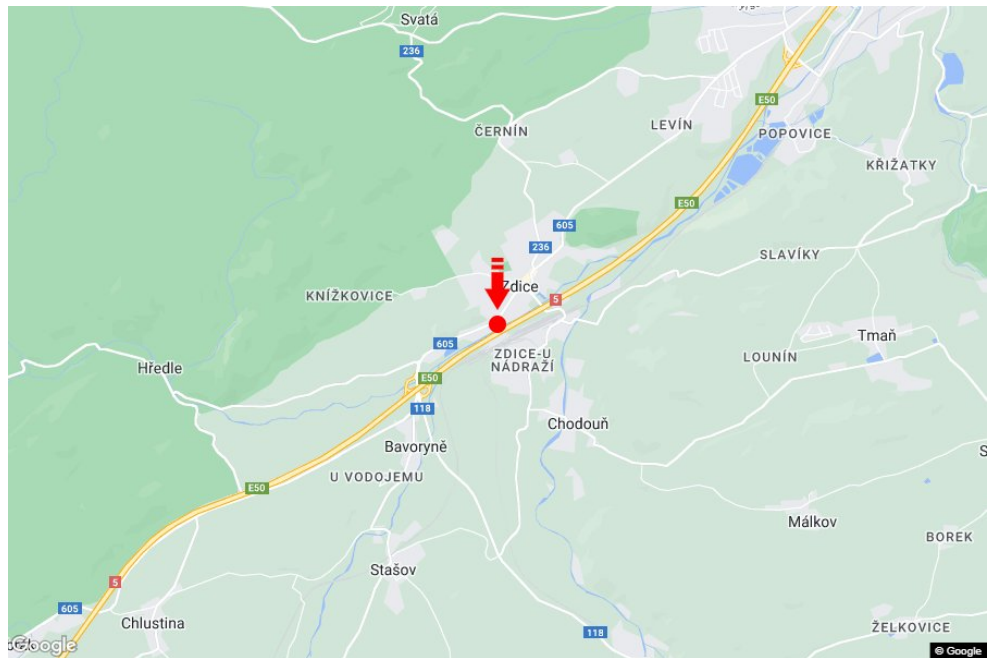 Svatá
236
E50
ČERNÍN
LEVÍN
POPOVICE
KŘIŽATKY
E50
605
236
SLAVÍKY
Zdice
KNÍŽKOVICE
5
605
ZDICE-U
NÁDRAŽÍ
Tmaň
LOUNÍN
Hředle
E50
118
Chodouň
Bavoryně
U VODOJEMU
E50
Málkov
BOREK
Stašov
5
605
Chlustina
118
ŽELKOVICE
Google
© Google